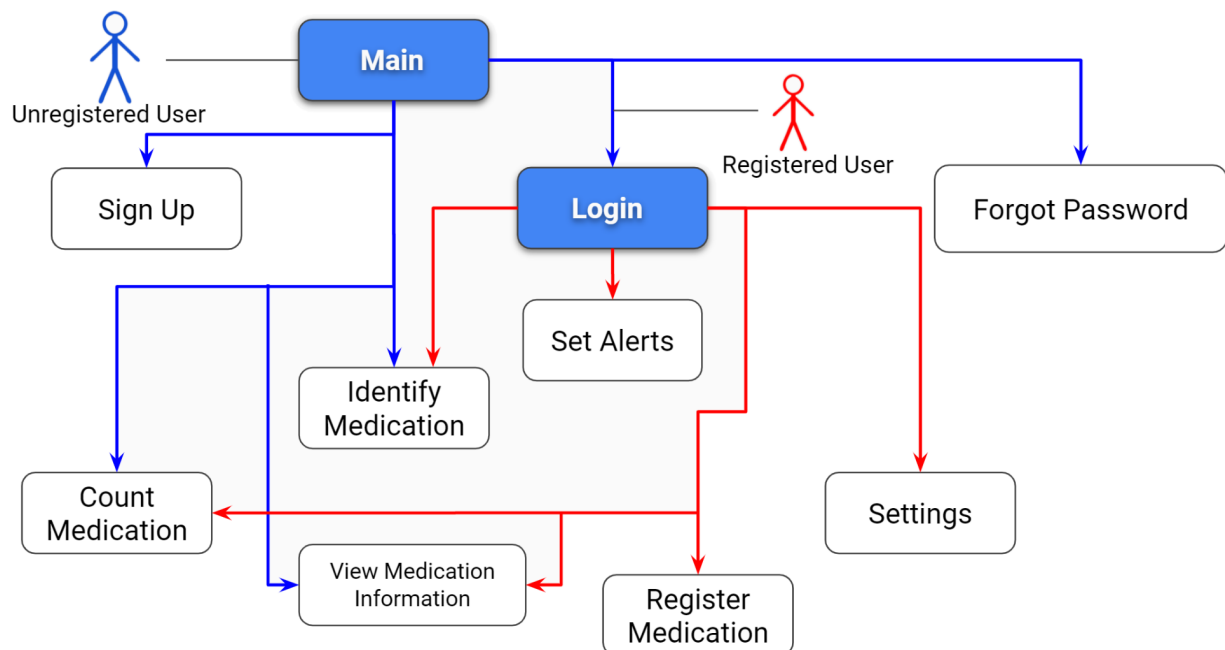 Main
Unregistered User
Registered User
Sign Up
Login
Forgot Password
Set Alerts
Identify
Medication
Count
Medication
Settings
View Medication
Information
Register
Medication